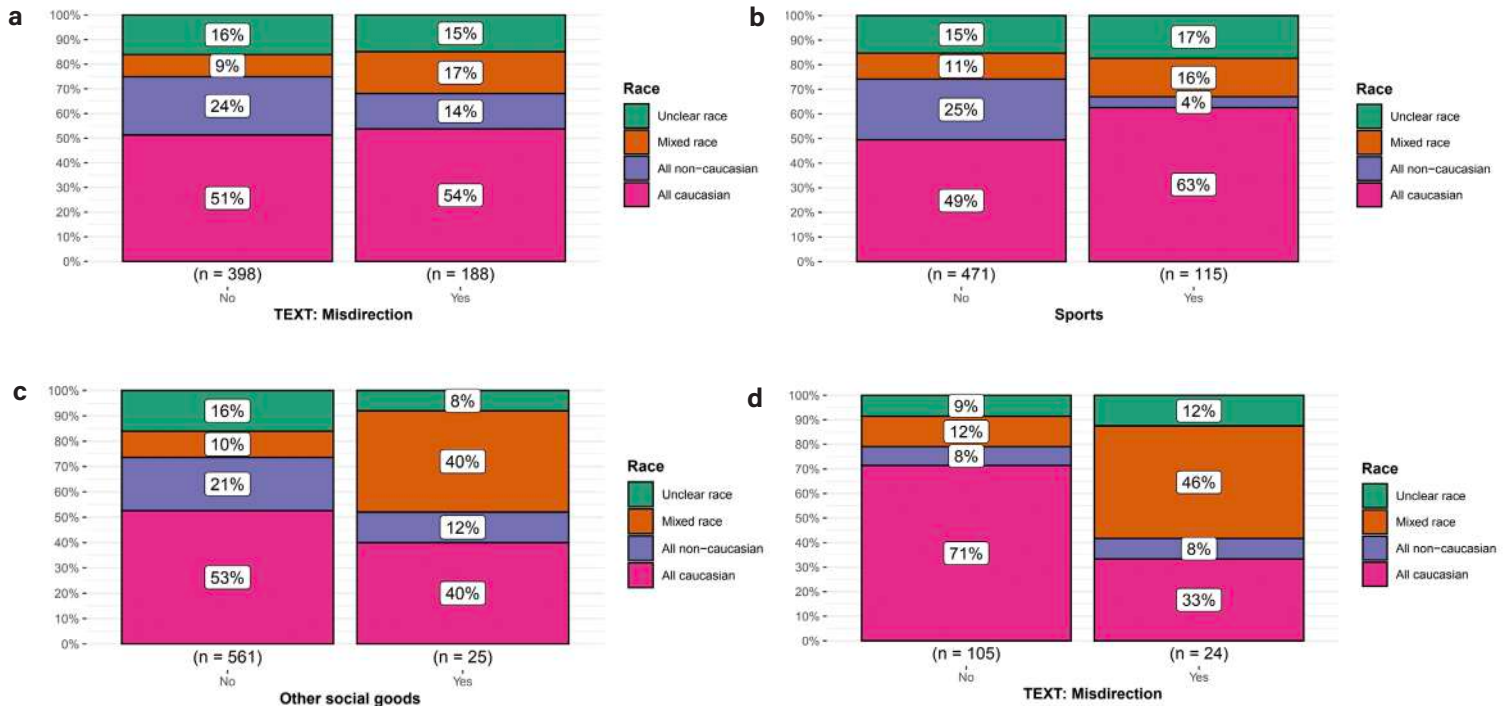 a
100%
90%
80%
70%
60%
50%
40%
30%
20%
10%
0%
16%
9%
24%
51%
15%
17%
14%
54%
(n = 398)
(n = 188)
No
Yes
TEXT: Misdirection
Race
Unclear race
Mixed race
All non-caucasian
All caucasian
b
100%
90%
80%
70%
60%
50%
40%
30%
20%
10%
0%
15%
11%
25%
49%
17%
16%
4%
63%
(n = 471)
(n = 115)
No
Yes
Sports
Race
Unclear race
Mixed race
All non-caucasian
All caucasian
c
100%
90%
80%
70%
60%
50%
40%
30%
20%
10%
0%
16%
10%
21%
53%
8%
40%
12%
40%
(n = 561)
(n = 25)
No
Yes
Other social goods
Race
Unclear race
Mixed race
All non-caucasian
All caucasian
d
100%
90%
80%
70%
60%
50%
40%
30%
20%
10%
0%
9%
12%
8%
71%
12%
46%
8%
33%
(n = 105)
(n = 24)
No
Yes
TEXT: Misdirection
Race
Unclear race
Mixed race
All non-caucasian
All caucasian